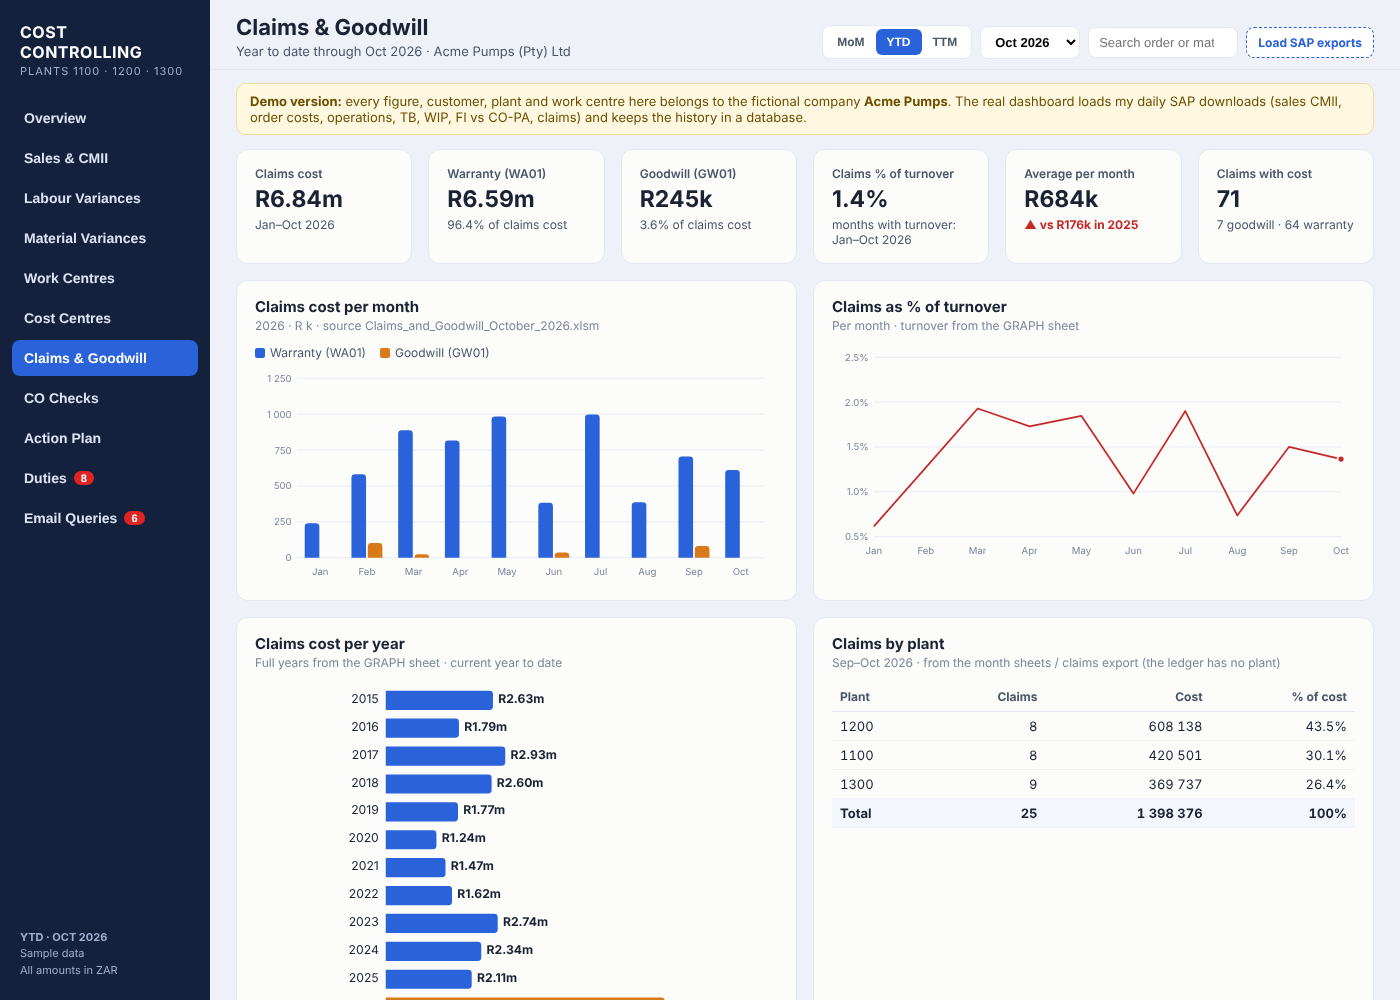 COST
CONTROLLING
PLANTS 1100 · 1200 · 1300
Overview
Sales & CMII
Labour Variances
Material Variances
Work Centres
Cost Centres
Claims & Goodwill
CO Checks
Action Plan
Duties 8
Email Queries 6
YTD · OCT 2026
Sample data
All amounts in ZAR
Claims & Goodwill
Year to date through Oct 2026 · Acme Pumps (Pty) Ltd
MoM YTD TTM Oct 2026 Search order or mat Load SAP exports
Demo version: every figure, customer, plant and work centre here belongs to the fictional company Acme Pumps. The real dashboard loads my daily SAP downloads (sales CMII,
order costs, operations, TB, WIP, FI vs CO-PA, claims) and keeps the history in a database.
Claims cost
R6.84m
Jan–Oct 2026
Warranty (WA01)
R6.59m
96.4% of claims cost
Goodwill (GW01)
R245k
3.6% of claims cost
Claims % of turnover
1.4%
months with turnover:
Jan–Oct 2026
Average per month
R684k
▲ vs R176k in 2025
Claims with cost
71
7 goodwill · 64 warranty
Claims cost per month
2026 · R k · source Claims_and_Goodwill_October_2026.xlsm
Warranty (WA01) Goodwill (GW01)
1 250
1 000
750
500
250
0
Jan Feb Mar Apr May Jun Jul Aug Sep Oct
Claims as % of turnover
Per month · turnover from the GRAPH sheet
2.5%
2.0%
1.5%
1.0%
0.5%
Jan Feb Mar Apr May Jun Jul Aug Sep Oct
Claims cost per year
Full years from the GRAPH sheet · current year to date
2015 R2.63m
2016 R1.79m
2017 R2.93m
2018 R2.60m
2019 R1.77m
2020 R1.24m
2021 R1.47m
2022 R1.62m
2023 R2.74m
2024 R2.34m
2025 R2.11m
Claims by plant
Sep–Oct 2026 · from the month sheets / claims export (the ledger has no plant)
Plant Claims Cost % of cost
1200 8 608 138 43.5%
1100 8 420 501 30.1%
1300 9 369 737 26.4%
Total 25 1 398 376 100%